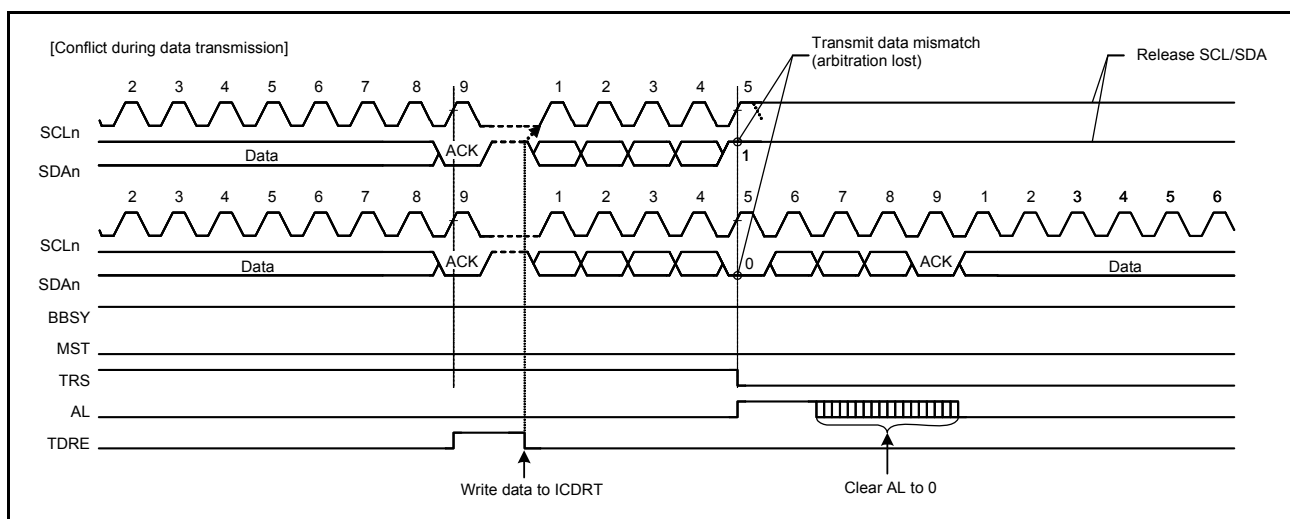 [Conflict during data transmission]
Transmit data mismatch
(arbitration lost)
Release SCL/SDA
2 3 4 5 6 7 8 9 1 2 3 4 5
SCLn
Data ACK 1
SDAn
2 3 4 5 6 7 8 9 1 2 3 4 5 6 7 8 9 1 2 3 4 5 6
SCLn
Data ACK 0 ACK Data
SDAn
BBSY
MST
TRS
AL
TDRE
Write data to ICDRT
Clear AL to 0